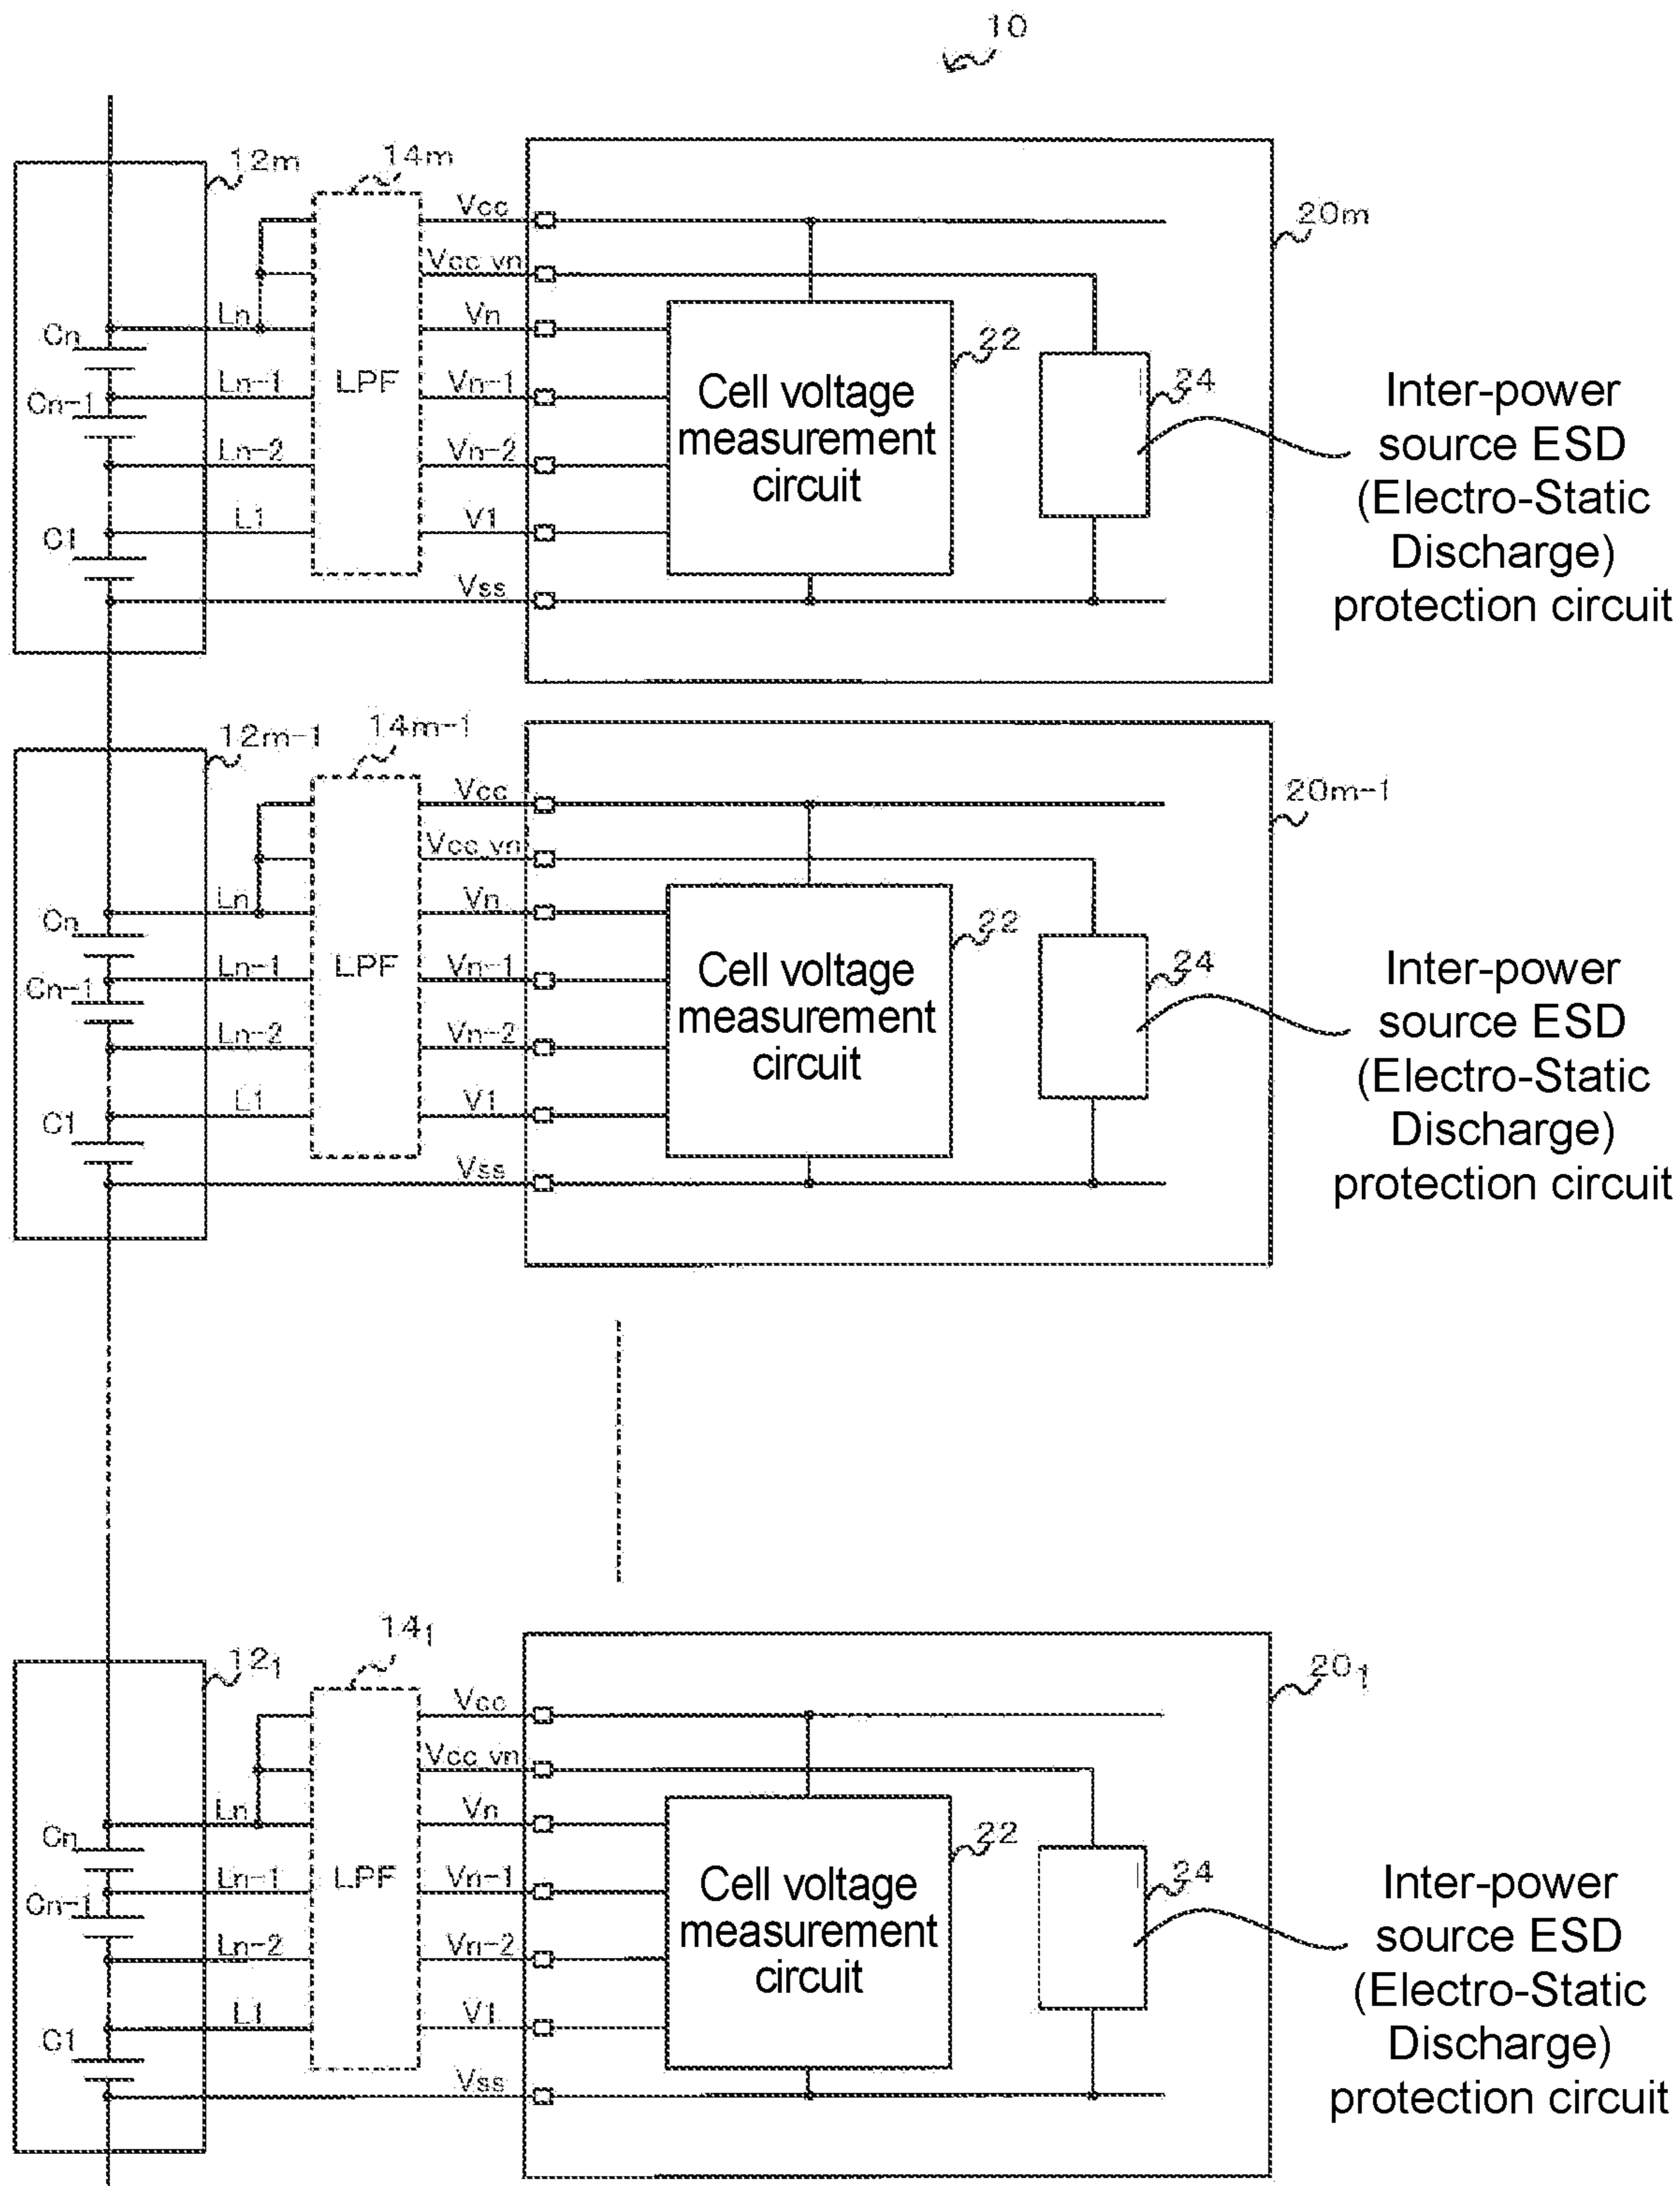 10
12m
14m
20m
Vcc
Vcc_vn
Ln
Vn
Cn
Ln-1
Vn-1
Cn-1
Ln-2
Vn-2
L1
V1
C1
Vss
LPF
22
Cell voltage
measurement
circuit
24
Inter-power
source ESD
(Electro-Static
Discharge)
protection circuit
12m-1
14m-1
20m-1
Vcc
Vcc_vn
Ln
Vn
Cn
Ln-1
Vn-1
Cn-1
Ln-2
Vn-2
L1
V1
C1
Vss
LPF
22
Cell voltage
measurement
circuit
24
Inter-power
source ESD
(Electro-Static
Discharge)
protection circuit
12₁
14₁
20₁
Vcc
Vcc_vn
Ln
Vn
Cn
Ln-1
Vn-1
Cn-1
Ln-2
Vn-2
L1
V1
C1
Vss
LPF
22
Cell voltage
measurement
circuit
24
Inter-power
source ESD
(Electro-Static
Discharge)
protection circuit